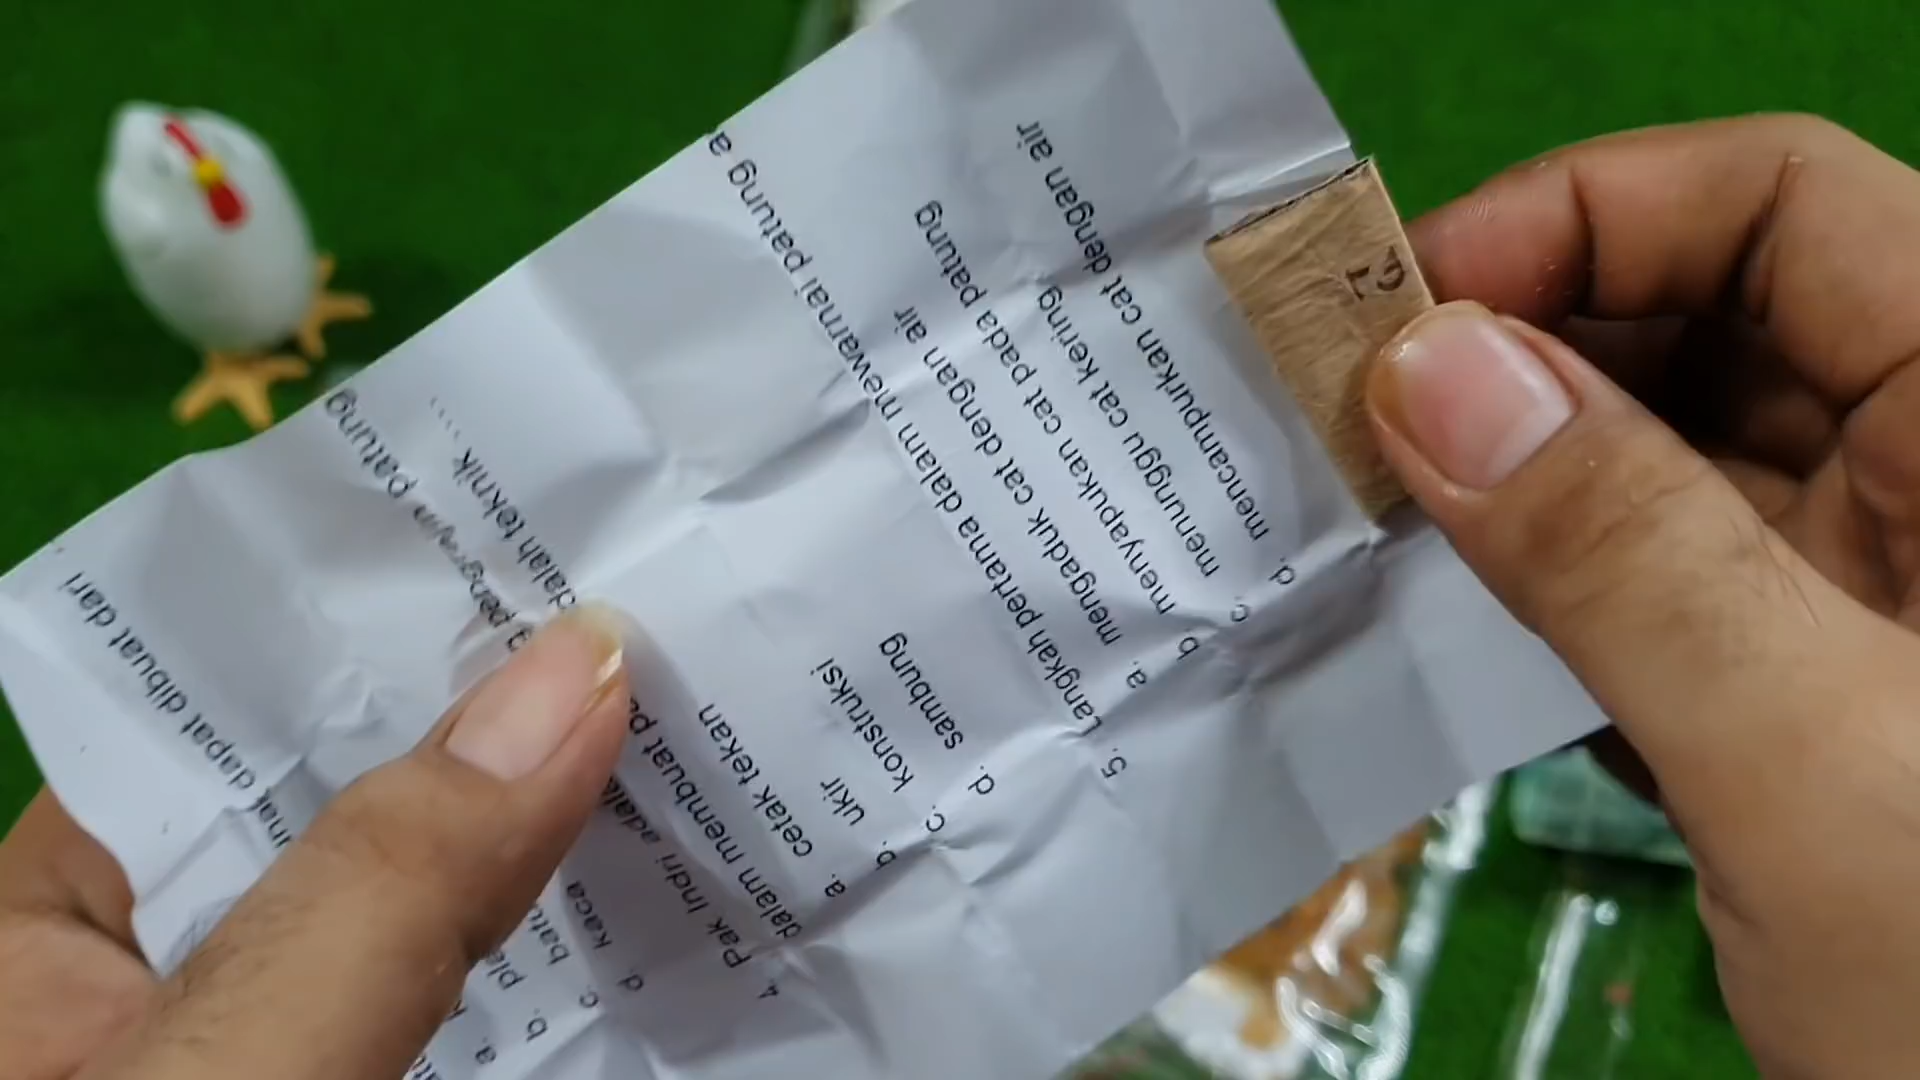 dapat dibuat dari
a.
b.
c.
d. kaca
4. Pak Indri patung
dalam membuat adalah teknik ....
a. cetak tekan
b. ukir
c. konstruksi
d. sambung
5. Langkah pertama dalam mewarnai patung a
a. mengaduk cat dengan air
b. menyapukan cat pada patung
c. menunggu cat kering
d. mencampurkan cat dengan air